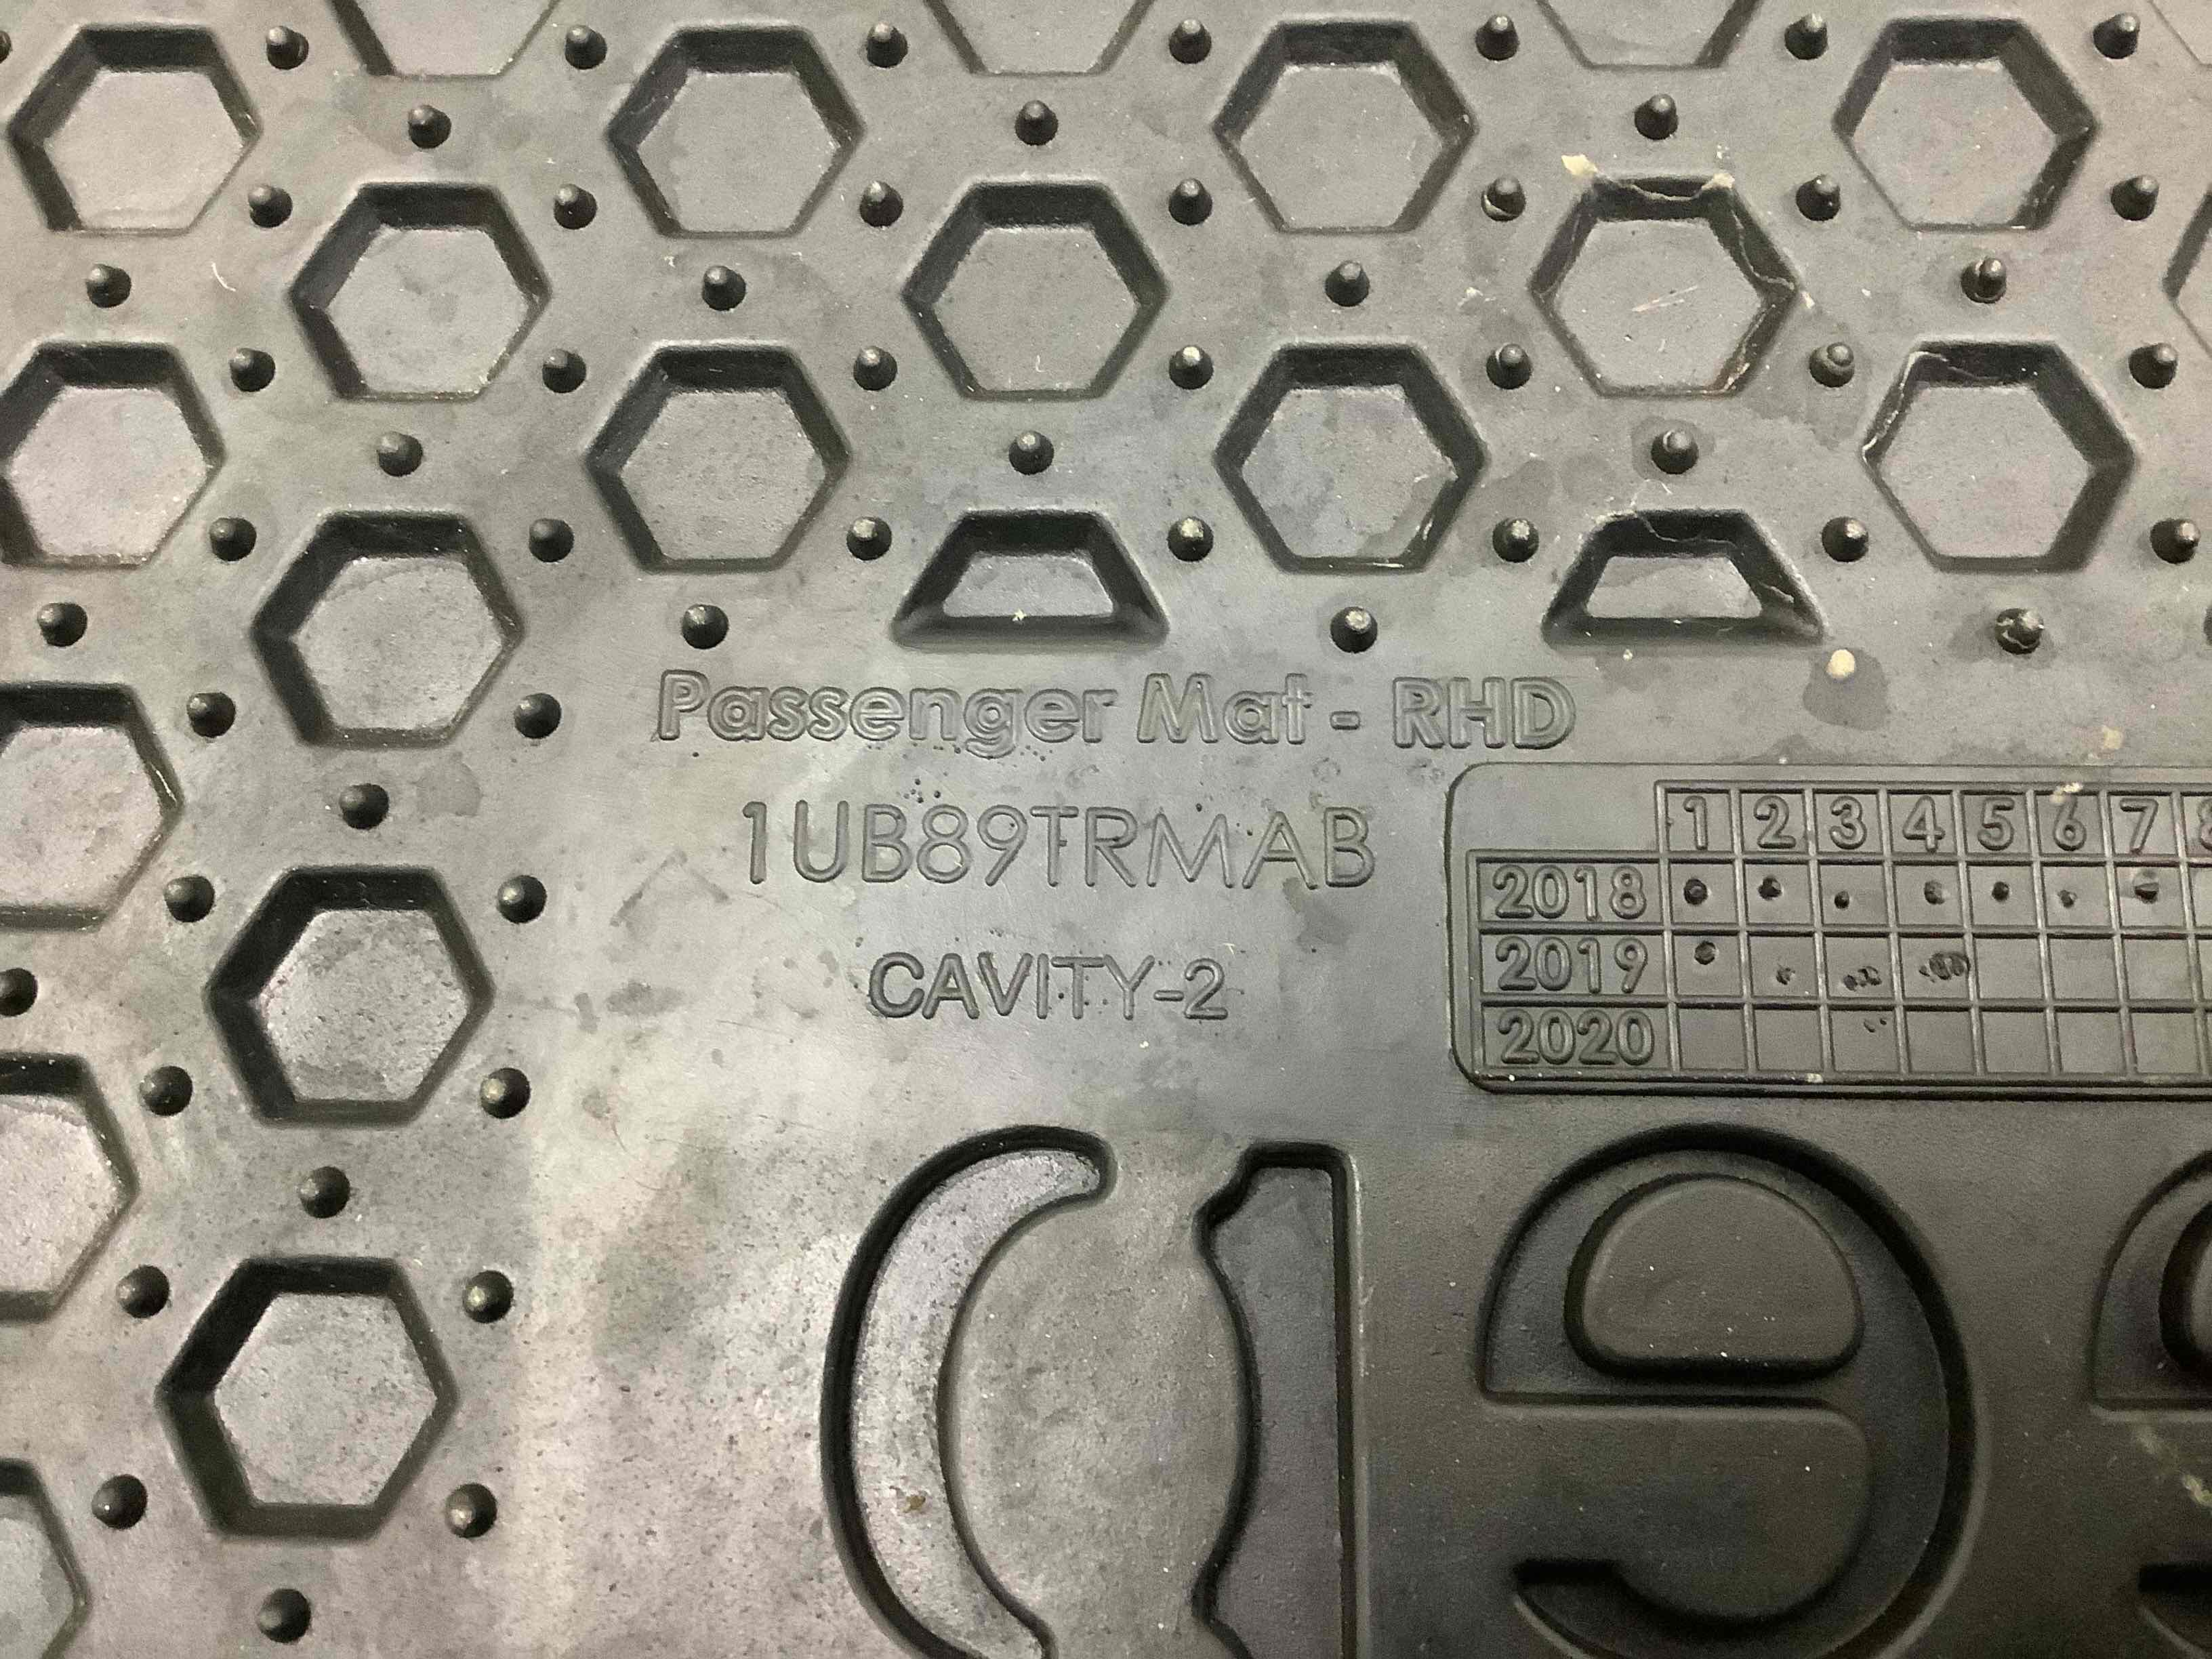 Passenger Mat - RHD
1UB89TRMAB
CAVITY-2
1 2 3 4 5 6 7
2018
2019
2020